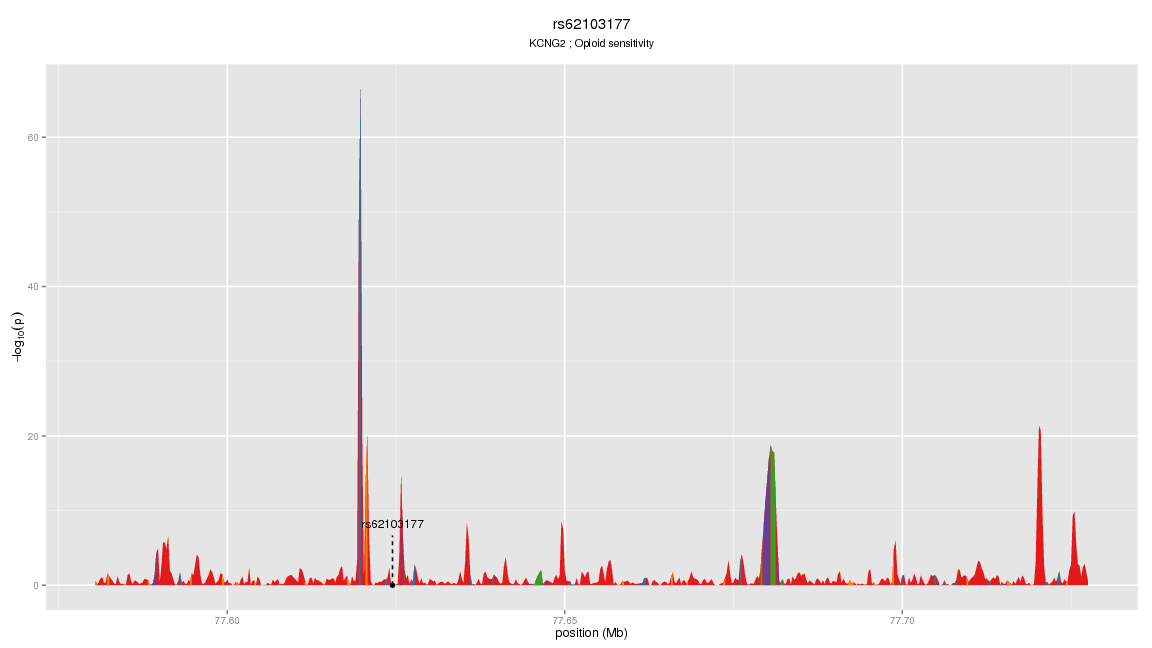 rs62103177
KCNG2 ; Opioid sensitivity
60
40
20
0
−log10(p)
rs62103177
77.60
77.65
77.70
position (Mb)